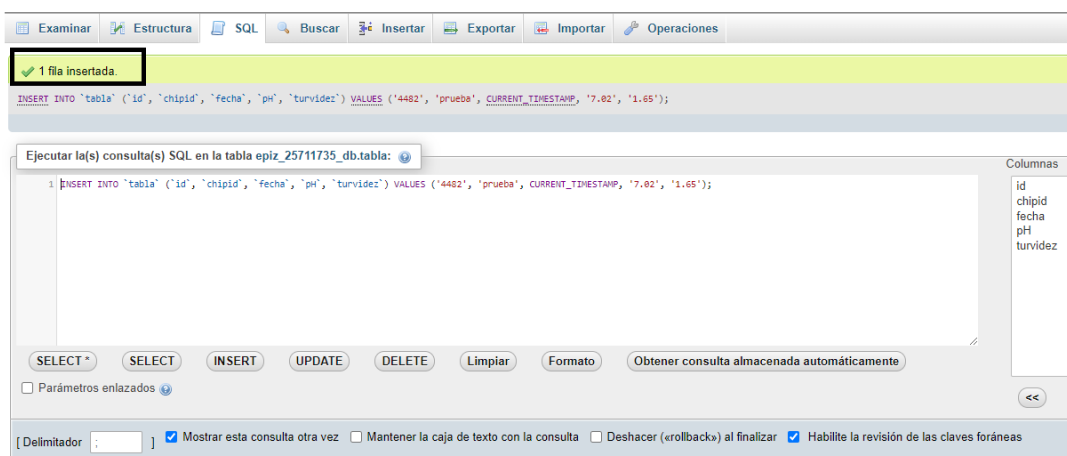 Examinar Estructura SQL Buscar Insertar Exportar Importar Operaciones
1 fila insertada.
INSERT INTO `tabla` (`id`, `chipid`, `fecha`, `pH`, `turvidez`) VALUES ('4482', 'prueba', CURRENT_TIMESTAMP, '7.02', '1.65');
Ejecutar la(s) consulta(s) SQL en la tabla epiz_25711735_db.tabla:
Columnas
1 INSERT INTO `tabla` (`id`, `chipid`, `fecha`, `pH`, `turvidez`) VALUES ('4482', 'prueba', CURRENT_TIMESTAMP, '7.02', '1.65');
id
chipid
fecha
pH
turvidez
SELECT * SELECT INSERT UPDATE DELETE Limpiar Formato Obtener consulta almacenada automáticamente
Parámetros enlazados
<<
[ Delimitador ; ] Mostrar esta consulta otra vez Mantener la caja de texto con la consulta Deshacer («rollback») al finalizar Habilite la revisión de las claves foráneas